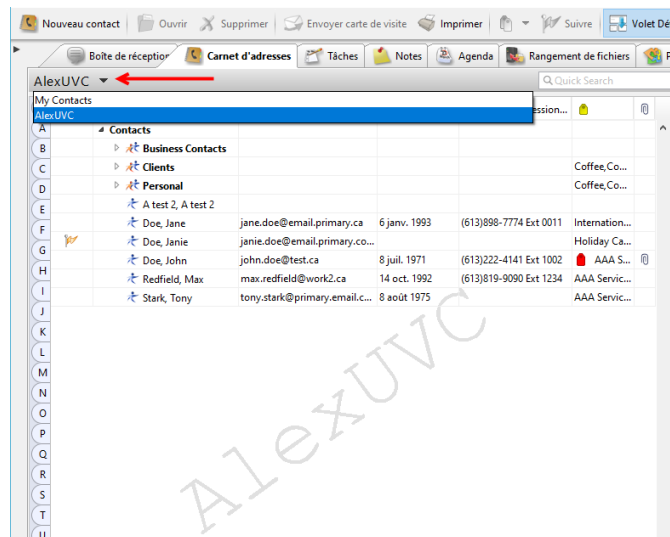 Nouveau contact Ouvrir Supprimer Envoyer carte de visite Imprimer Suivre Volet Dé
Boîte de réception Carnet d'adresses Tâches Notes Agenda Rangement de fichiers P
AlexUVC Quick Search
My Contacts
AlexUVC
ession...
A Contacts
B Business Contacts
C Clients Coffee,Co...
D Personal Coffee,Co...
E A test 2, A test 2
F Doe, Jane jane.doe@email.primary.ca 6 janv. 1993 (613)898-7774 Ext 0011 Internation...
G Doe, Janie janie.doe@email.primary.co... Holiday Ca...
H Doe, John john.doe@test.ca 8 juil. 1971 (613)222-4141 Ext 1002 AAA S...
I Redfield, Max max.redfield@work2.ca 14 oct. 1992 (613)819-9090 Ext 1234 AAA Servic...
J Stark, Tony tony.stark@primary.email.c... 8 août 1975 AAA Servic...
K
L
M
N
O
P
Q
R
S
T
U
AlexUVC